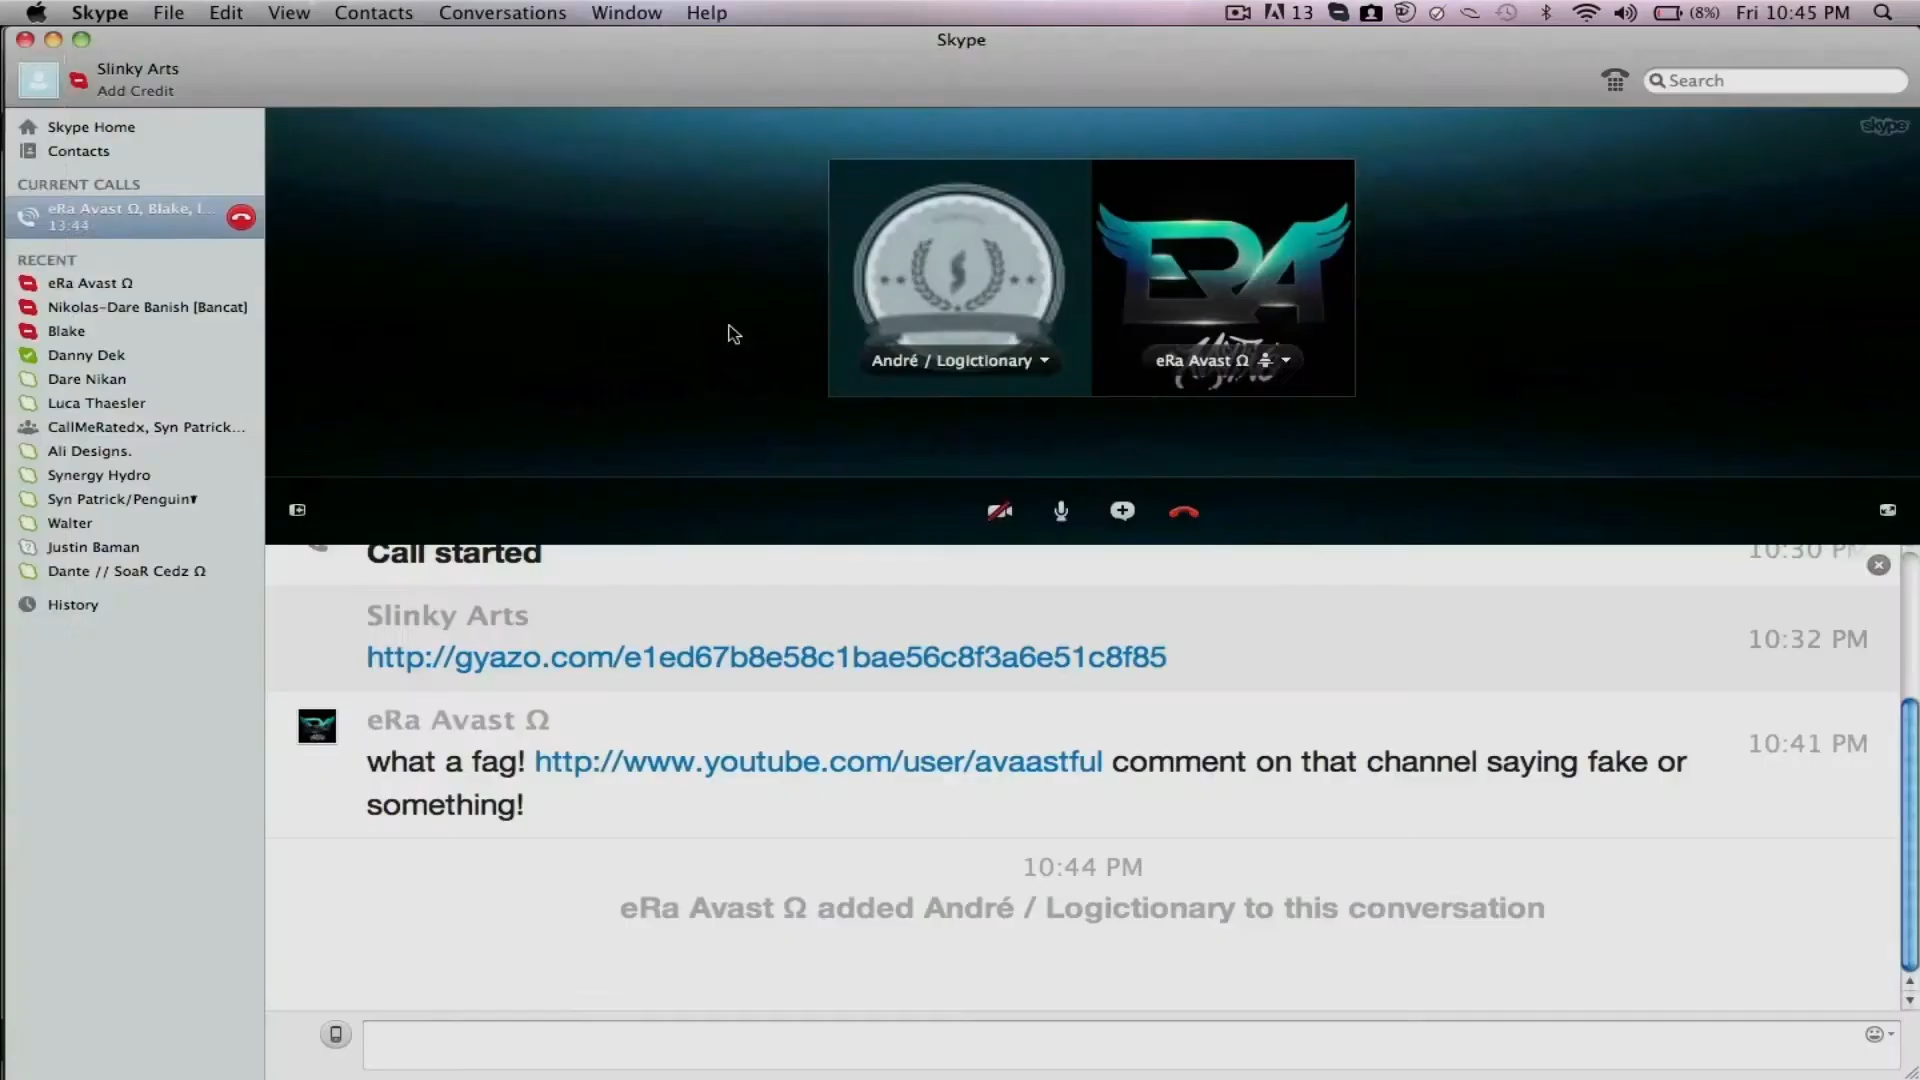 Skype File Edit View Contacts Conversations Window Help
13 (8%) Fri 10:45 PM
Skype
Slinky Arts
Add Credit
Search
Skype Home
Contacts
CURRENT CALLS
eRa Avast Ω, Blake, I...
13:44
RECENT
eRa Avast Ω
Nikolas-Dare Banish [Bancat]
Blake
Danny Dek
Dare Nikan
Luca Thaesler
CallMeRatedx, Syn Patrick...
Ali Designs.
Synergy Hydro
Syn Patrick/Penguin
Walter
Justin Baman
Dante // SoaR Cedz Ω
History
skype
ERA
André / Logictionary
eRa Avast Ω
Call started
10:30 PM
Slinky Arts
http://gyazo.com/e1ed67b8e58c1bae56c8f3a6e51c8f85
10:32 PM
eRa Avast Ω
what a fag! http://www.youtube.com/user/avaastful comment on that channel saying fake or
something!
10:41 PM
10:44 PM
eRa Avast Ω added André / Logictionary to this conversation